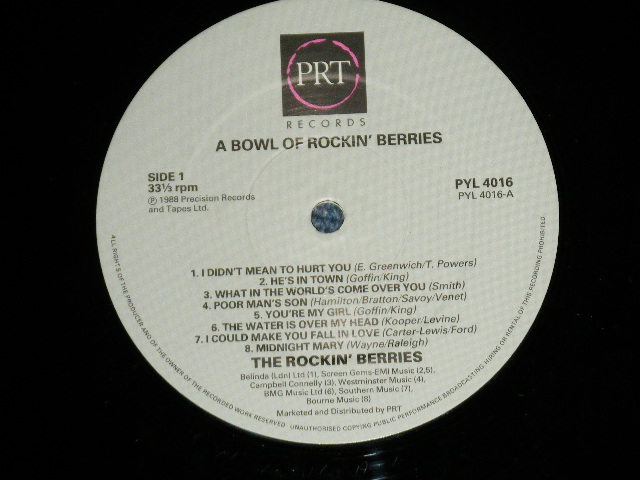 PRT
RECORDS
A BOWL OF ROCKIN' BERRIES
SIDE 1
33⅓ rpm
℗ 1988 Precision Records
and Tapes Ltd.
PYL 4016
PYL 4016-A
1. I DIDN'T MEAN TO HURT YOU (E. Greenwich/T. Powers)
2. HE'S IN TOWN (Goffin/King)
3. WHAT IN THE WORLD'S COME OVER YOU (Smith)
4. POOR MAN'S SON (Hamilton/Bratton/Savoy/Venet)
5. YOU'RE MY GIRL (Goffin/King)
6. THE WATER IS OVER MY HEAD (Kooper/Levine)
7. I COULD MAKE YOU FALL IN LOVE (Carter-Lewis/Ford)
8. MIDNIGHT MARY (Wayne/Raleigh)
THE ROCKIN' BERRIES
Belinda (Ldn) Ltd (1), Screen Gems-EMI Music (2,5),
Campbell Connelly (3), Westminster Music (4),
BMG Music Ltd (6), Southern Music (7),
Bourne Music (8)
Marketed and Distributed by PRT
ALL RIGHTS OF THE PRODUCER AND OF THE OWNER OF THE RECORDED WORK RESERVED · UNAUTHORISED COPYING PUBLIC PERFORMANCE BROADCASTING HIRING OR RENTAL OF THIS RECORDING PROHIBITED